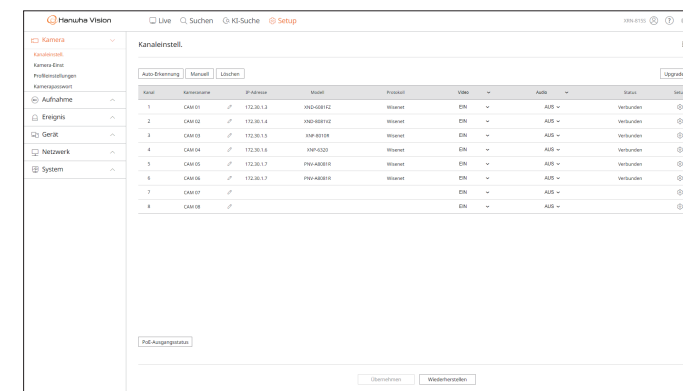 Hanwha Vision Live Suchen KI-Suche Setup XRN-815S
Kamera
Kanaleinstell.
Kamera-Einst
Profileinstellungen
Kamerapasswort
Aufnahme
Ereignis
Gerät
Netzwerk
System
Kanaleinstell.
Auto-Erkennung Manuell Löschen Upgrade
Kanal Kameraname IP-Adresse Modell Protokoll Video Audio Status Setu
1 CAM 01 172.30.1.3 XND-6081FZ Wisenet EIN AUS Verbunden
2 CAM 02 172.30.1.4 Wisenet EIN AUS Verbunden
3 CAM 03 172.30.1.5 XNF-8010R Wisenet EIN AUS Verbunden
4 CAM 04 172.30.1.6 XNP-6320 Wisenet EIN AUS Verbunden
5 CAM 05 172.30.1.7 PNV-A8081R Wisenet EIN AUS Verbunden
6 CAM 06 172.30.1.7 PNV-A8081R Wisenet EIN AUS Verbunden
7 CAM 07 EIN AUS
8 CAM 08 EIN AUS
PoE-Ausgangsstatus
Übernehmen Wiederherstellen